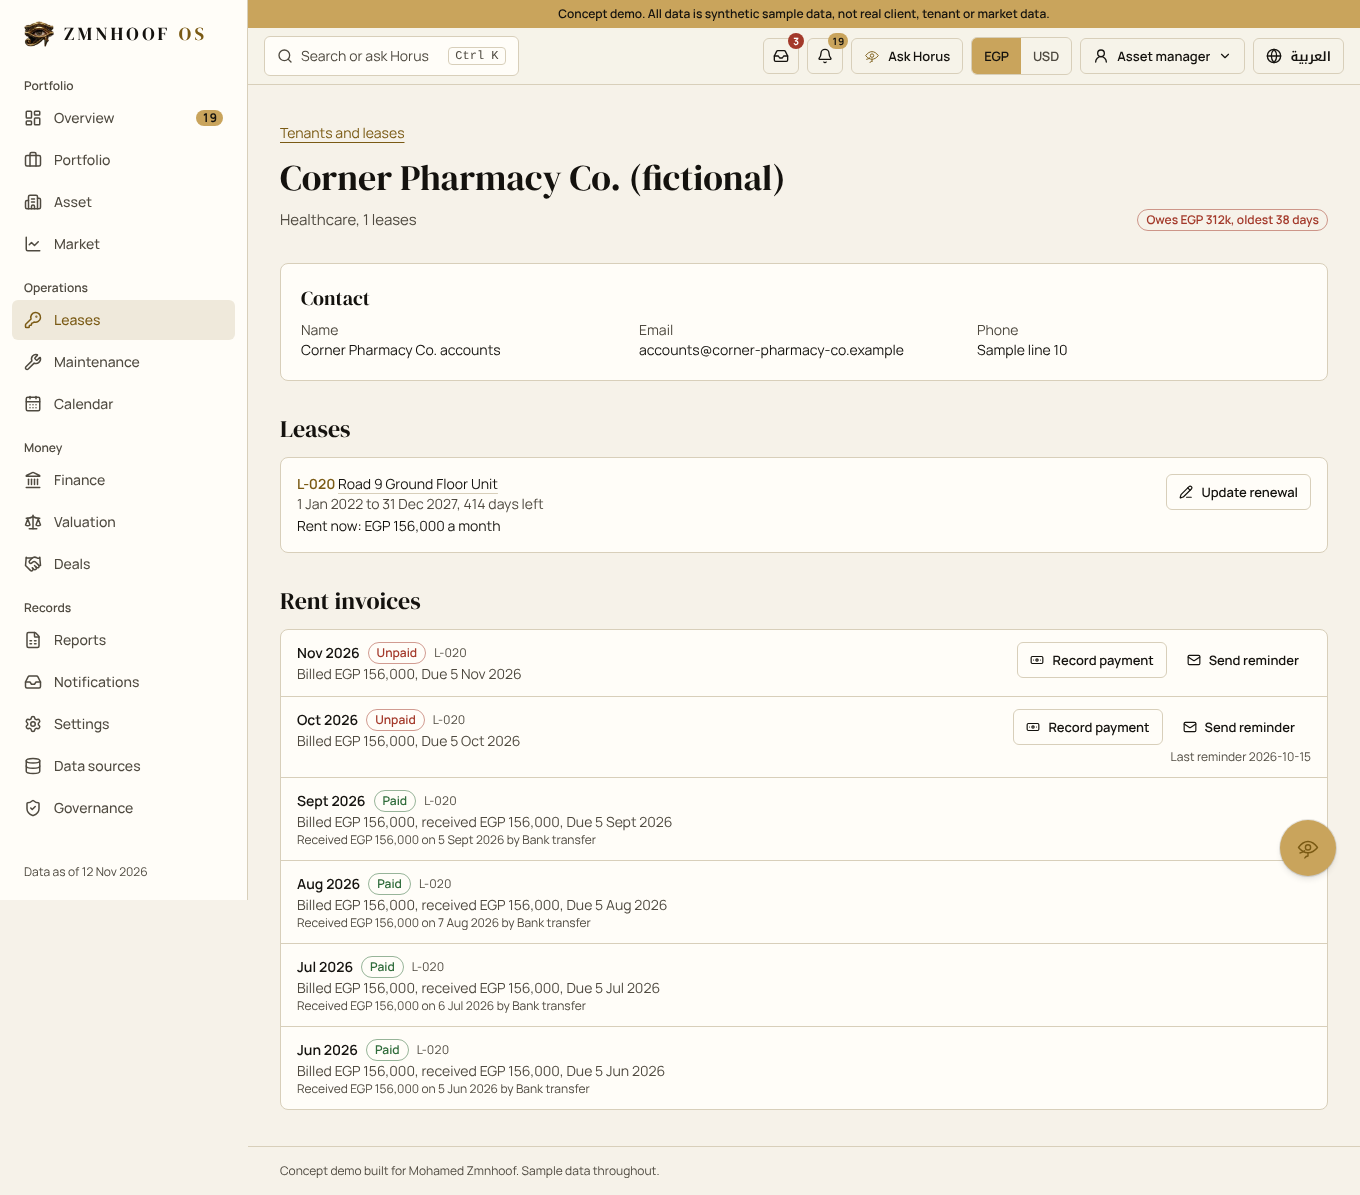 ZMNHOOF OS
Portfolio
Overview 19
Portfolio
Asset
Market
Operations
Leases
Maintenance
Calendar
Money
Finance
Valuation
Deals
Records
Reports
Notifications
Settings
Data sources
Governance
Data as of 12 Nov 2026
Concept demo. All data is synthetic sample data, not real client, tenant or market data.
Search or ask Horus Ctrl K
3
19
Ask Horus
EGP USD
Asset manager
العربية
Tenants and leases
Corner Pharmacy Co. (fictional)
Healthcare, 1 leases
Owes EGP 312k, oldest 38 days
Contact
Name
Corner Pharmacy Co. accounts
Email
accounts@corner-pharmacy-co.example
Phone
Sample line 10
Leases
L-020 Road 9 Ground Floor Unit
1 Jan 2022 to 31 Dec 2027, 414 days left
Rent now: EGP 156,000 a month
Update renewal
Rent invoices
Nov 2026 Unpaid L-020
Billed EGP 156,000, Due 5 Nov 2026
Record payment Send reminder
Oct 2026 Unpaid L-020
Billed EGP 156,000, Due 5 Oct 2026
Record payment Send reminder
Last reminder 2026-10-15
Sept 2026 Paid L-020
Billed EGP 156,000, received EGP 156,000, Due 5 Sept 2026
Received EGP 156,000 on 5 Sept 2026 by Bank transfer
Aug 2026 Paid L-020
Billed EGP 156,000, received EGP 156,000, Due 5 Aug 2026
Received EGP 156,000 on 7 Aug 2026 by Bank transfer
Jul 2026 Paid L-020
Billed EGP 156,000, received EGP 156,000, Due 5 Jul 2026
Received EGP 156,000 on 6 Jul 2026 by Bank transfer
Jun 2026 Paid L-020
Billed EGP 156,000, received EGP 156,000, Due 5 Jun 2026
Received EGP 156,000 on 5 Jun 2026 by Bank transfer
Concept demo built for Mohamed Zmnhoof. Sample data throughout.